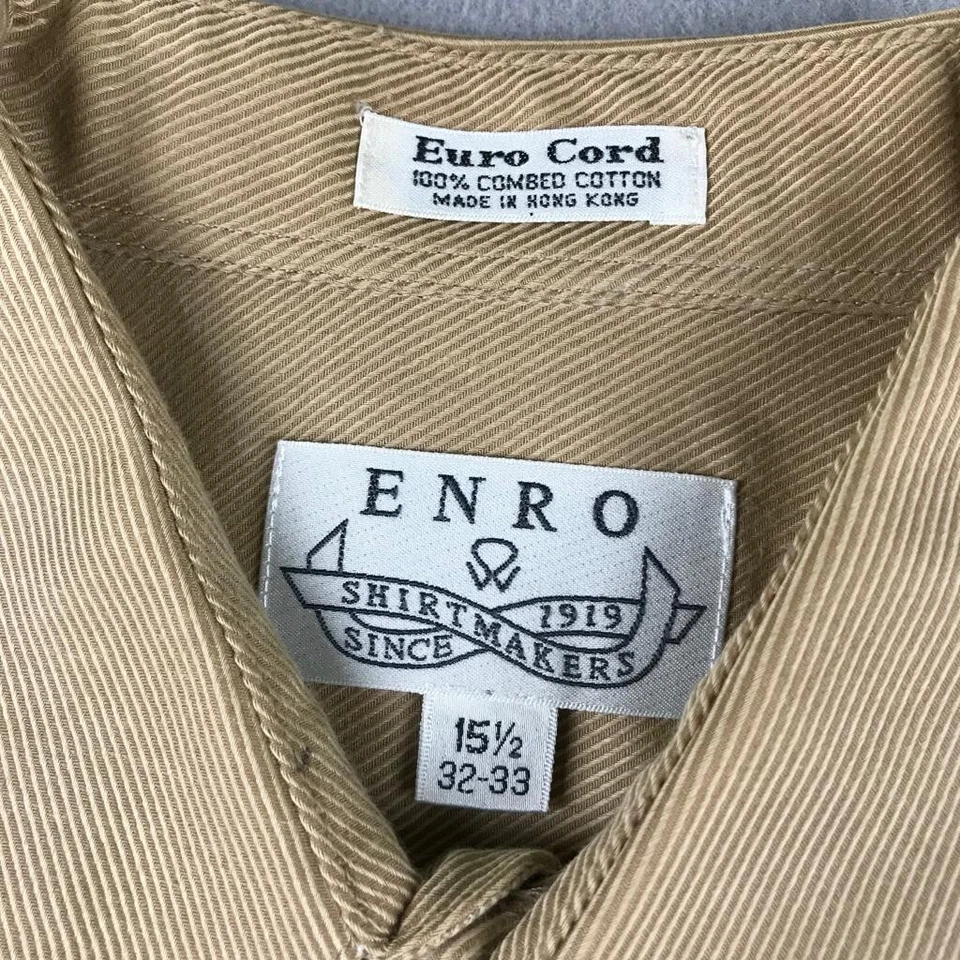 Euro Cord
100% COMBED COTTON
MADE IN HONG KONG
ENRO
SHIRTMAKERS
SINCE 1919
15½
32-33